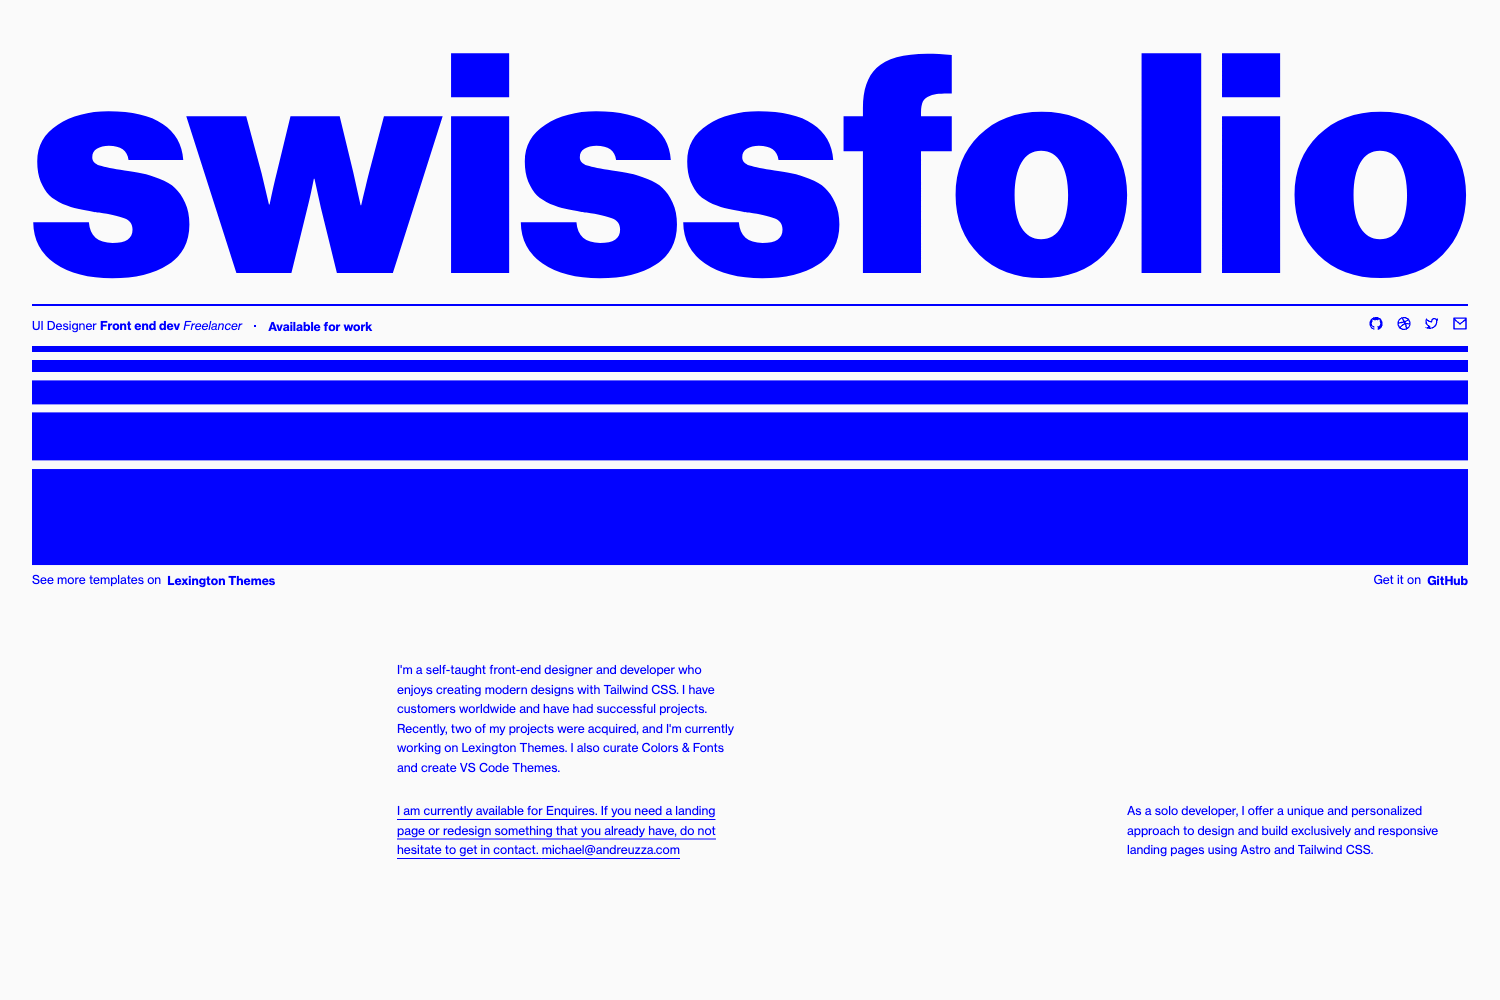 swissfolio
UI Designer Front end dev Freelancer · Available for work
See more templates on Lexington Themes
Get it on GitHub
I'm a self-taught front-end designer and developer who
enjoys creating modern designs with Tailwind CSS. I have
customers worldwide and have had successful projects.
Recently, two of my projects were acquired, and I'm currently
working on Lexington Themes. I also curate Colors & Fonts
and create VS Code Themes.
I am currently available for Enquires. If you need a landing
page or redesign something that you already have, do not
hesitate to get in contact. michael@andreuzza.com
As a solo developer, I offer a unique and personalized
approach to design and build exclusively and responsive
landing pages using Astro and Tailwind CSS.